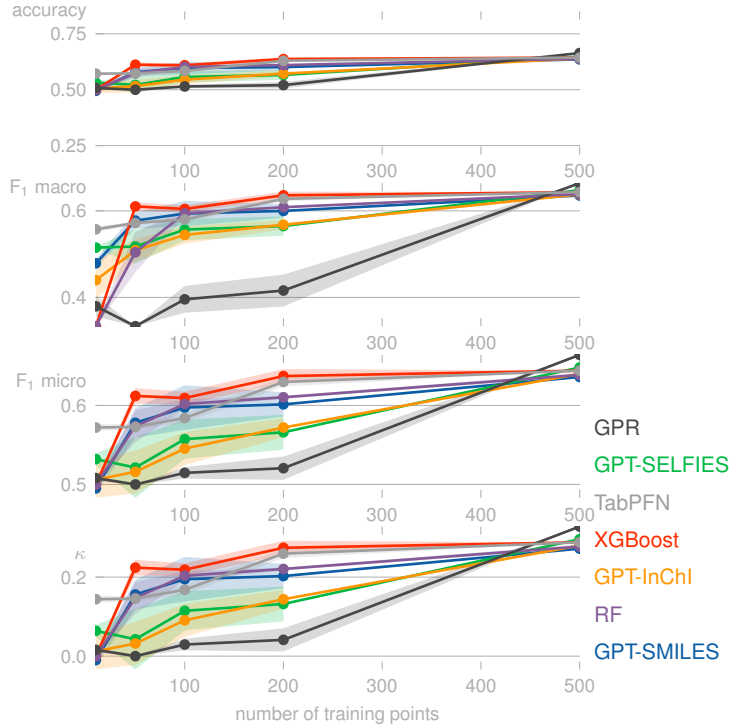 accuracy
0.75
0.50
0.25
100 200 300 400 500
F1 macro
0.6
0.4
100 200 300 400 500
F1 micro
0.6
0.5
100 200 300 400 500
κ
0.2
0.0
100 200 300 400 500
number of training points
GPR
GPT-SELFIES
TabPFN
XGBoost
GPT-InChI
RF
GPT-SMILES